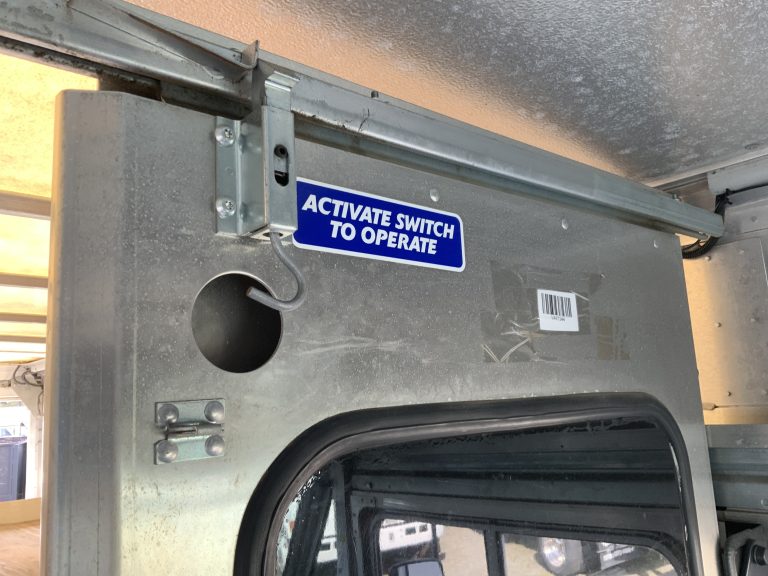 ACTIVATE SWITCH
TO OPERATE